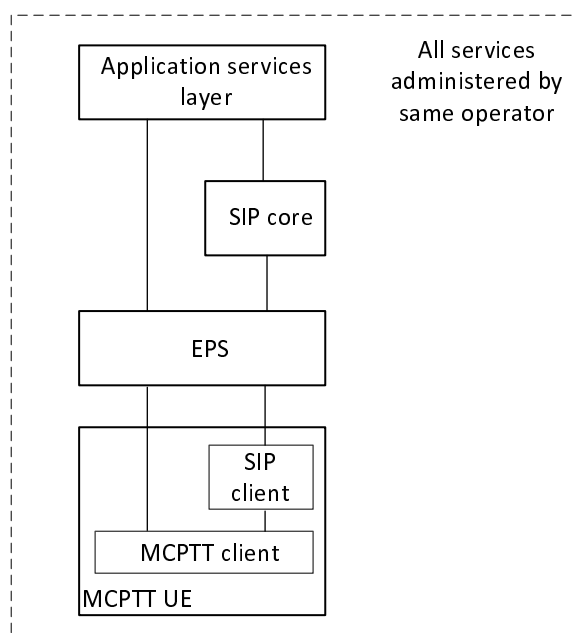 Application services
layer
All services
administered by
same operator
SIP core
EPS
SIP
client
MCPTT client
MCPTT UE